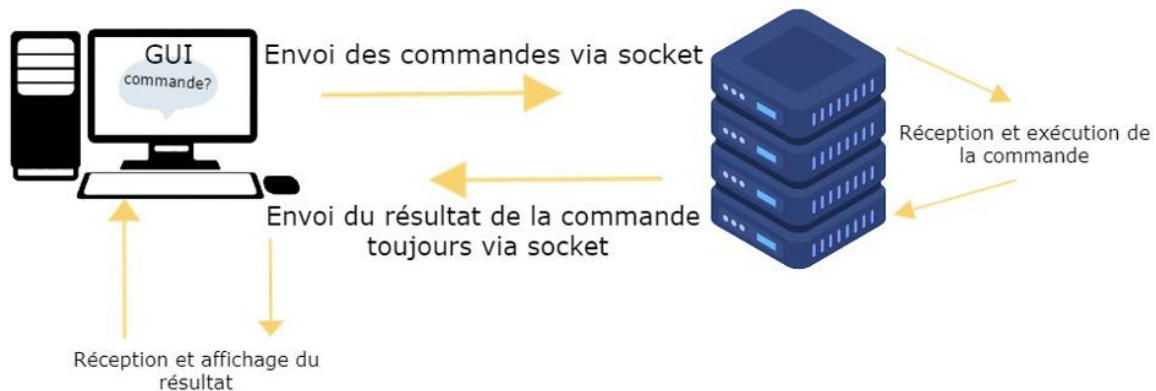 GUI
commande?
Envoi des commandes via socket
Réception et exécution de
la commande
Envoi du résultat de la commande
toujours via socket
Réception et affichage du
résultat